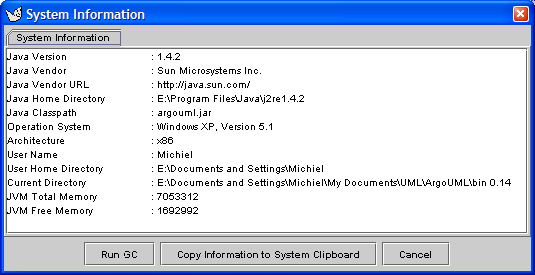 System Information
System Information
Java Version : 1.4.2
Java Vendor : Sun Microsystems Inc.
Java Vendor URL : http://java.sun.com/
Java Home Directory : E:\Program Files\Java\j2re1.4.2
Java Classpath : argouml.jar
Operation System : Windows XP, Version 5.1
Architecture : x86
User Name : Michiel
User Home Directory : E:\Documents and Settings\Michiel
Current Directory : E:\Documents and Settings\Michiel\My Documents\UML\ArgoUML\bin 0.14
JVM Total Memory : 7053312
JVM Free Memory : 1692992
Run GC Copy Information to System Clipboard Cancel